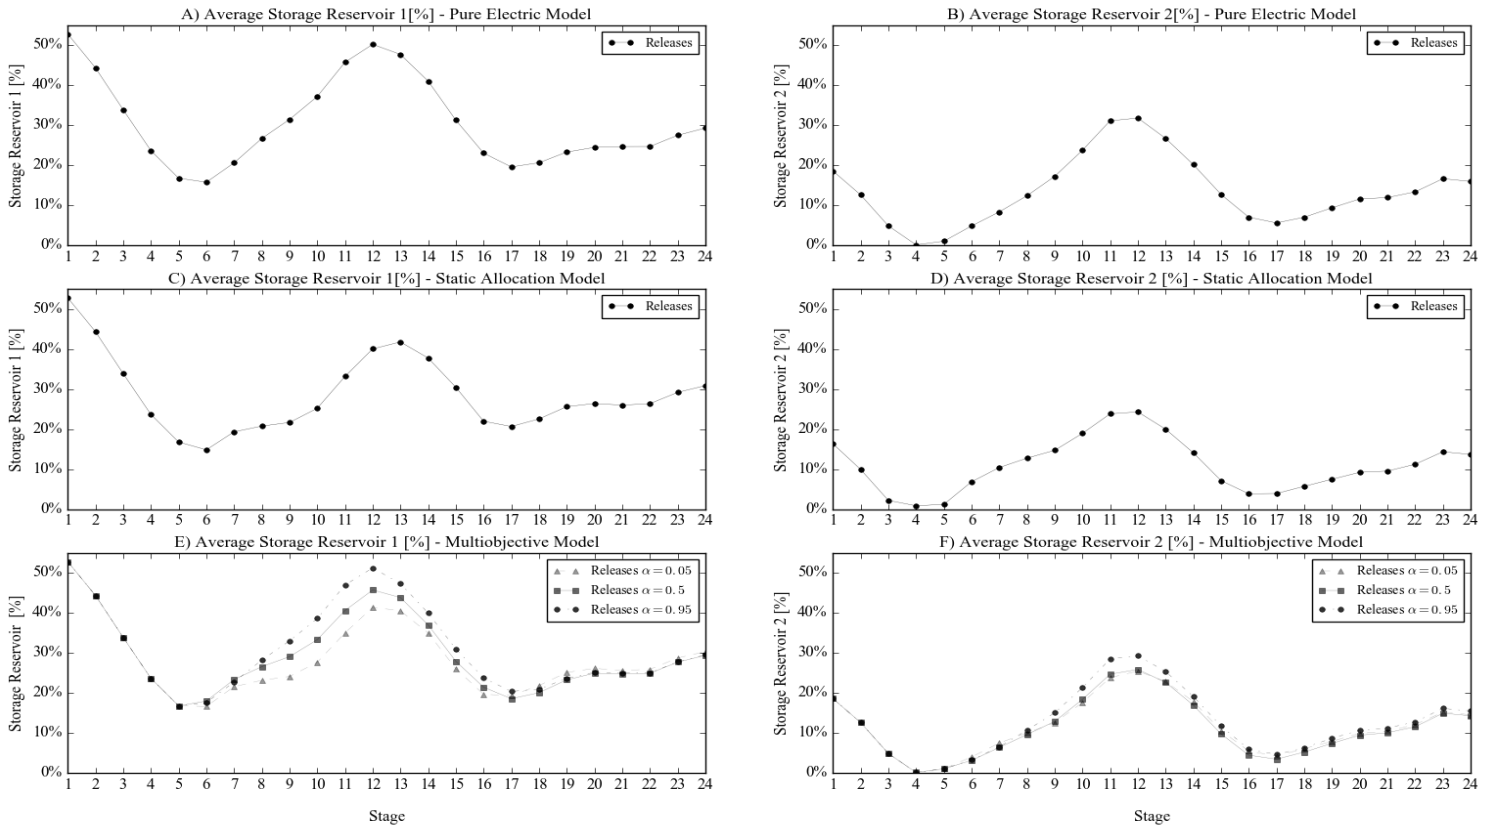 A) Average Storage Reservoir 1[%] - Pure Electric Model
Storage Reservoir 1 [%]
50%
40%
30%
20%
10%
0%
Releases
1 2 3 4 5 6 7 8 9 10 11 12 13 14 15 16 17 18 19 20 21 22 23 24
B) Average Storage Reservoir 2[%] - Pure Electric Model
Storage Reservoir 2 [%]
50%
40%
30%
20%
10%
0%
Releases
1 2 3 4 5 6 7 8 9 10 11 12 13 14 15 16 17 18 19 20 21 22 23 24
C) Average Storage Reservoir 1[%] - Static Allocation Model
Storage Reservoir 1 [%]
50%
40%
30%
20%
10%
0%
Releases
1 2 3 4 5 6 7 8 9 10 11 12 13 14 15 16 17 18 19 20 21 22 23 24
D) Average Storage Reservoir 2 [%] - Static Allocation Model
Storage Reservoir 2 [%]
50%
40%
30%
20%
10%
0%
Releases
1 2 3 4 5 6 7 8 9 10 11 12 13 14 15 16 17 18 19 20 21 22 23 24
E) Average Storage Reservoir 1 [%] - Multiobjective Model
Storage Reservoir [%]
50%
40%
30%
20%
10%
0%
Releases α = 0.05
Releases α = 0.5
Releases α = 0.95
1 2 3 4 5 6 7 8 9 10 11 12 13 14 15 16 17 18 19 20 21 22 23 24
Stage
F) Average Storage Reservoir 2 [%] - Multiobjective Model
Storage Reservoir 2 [%]
50%
40%
30%
20%
10%
0%
Releases α = 0.05
Releases α = 0.5
Releases α = 0.95
1 2 3 4 5 6 7 8 9 10 11 12 13 14 15 16 17 18 19 20 21 22 23 24
Stage